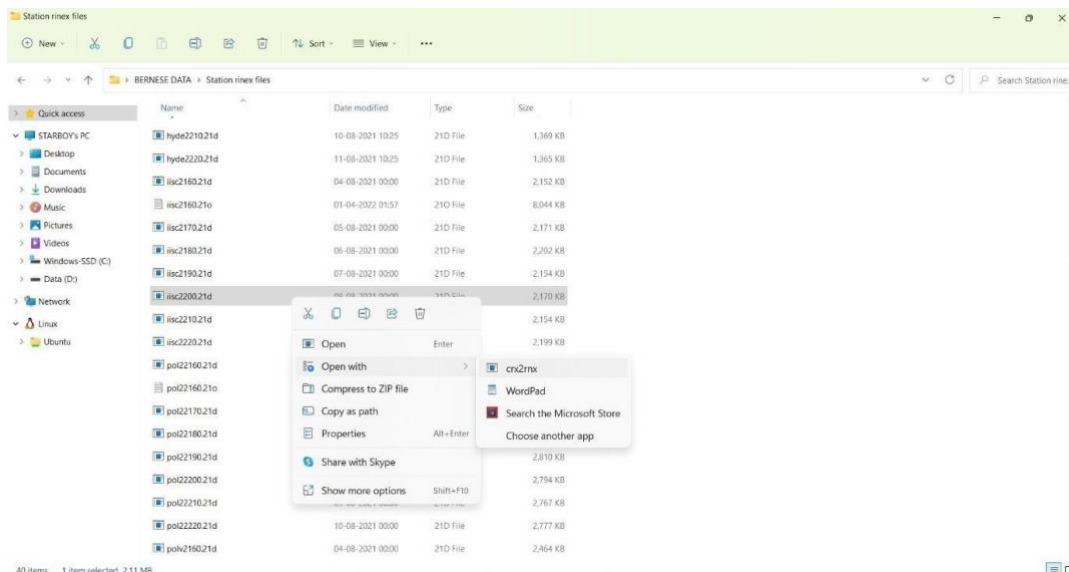 Station rinex files
New
Sort
View
BERNESE DATA > Station rinex files
Search Station rine
Quick access
STARBOY's PC
Desktop
Documents
Downloads
Music
Pictures
Videos
Windows-SSD (C:)
Data (D:)
Network
Linux
Ubuntu
Name Date modified Type Size
hyde2210.21d 10-08-2021 10:25 21D File 1,369 KB
hyde2220.21d 11-08-2021 10:25 21D File 1,365 KB
iisc2160.21d 04-08-2021 00:00 21D File 2,152 KB
iisc2160.21o 01-04-2022 01:57 21O File 8,044 KB
iisc2170.21d 05-08-2021 00:00 21D File 2,171 KB
iisc2180.21d 06-08-2021 00:00 21D File 2,202 KB
iisc2190.21d 07-08-2021 00:00 21D File 2,154 KB
iisc2200.21d 08-08-2021 00:00 21D File 2,170 KB
iisc2210.21d 2,154 KB
iisc2220.21d 2,199 KB
pol22160.21d
pol22160.21o
pol22170.21d
pol22180.21d
pol22190.21d 2,810 KB
pol22200.21d 2,794 KB
pol22210.21d 2,767 KB
pol22220.21d 10-08-2021 00:00 21D File 2,777 KB
polv2160.21d 04-08-2021 00:00 21D File 2,464 KB
Open Enter
Open with
Compress to ZIP file
Copy as path
Properties Alt+Enter
Share with Skype
Show more options Shift+F10
crx2rnx
WordPad
Search the Microsoft Store
Choose another app
40 items 1 item selected 2.11 MB